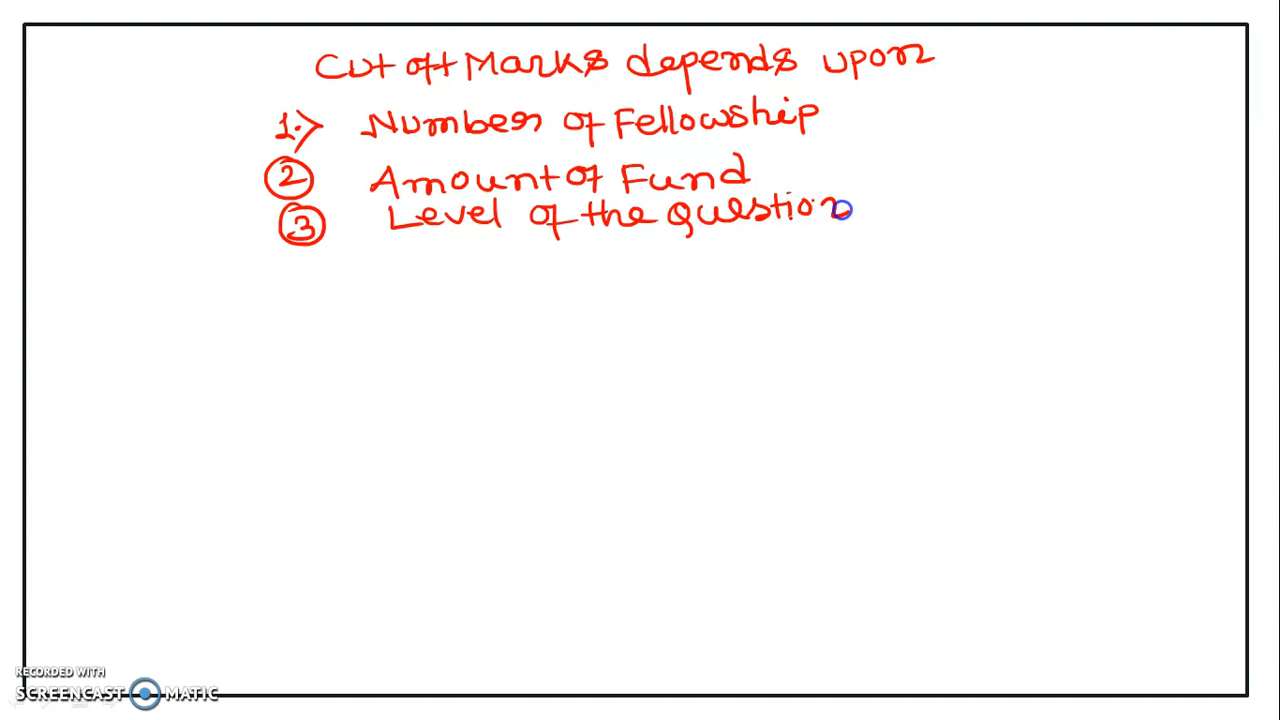 Cut off Marks depends upon
1.> Number of Fellowship
2 Amount of Fund
3 Level of the Question
RECORDED WITH
SCREENCAST MATIC